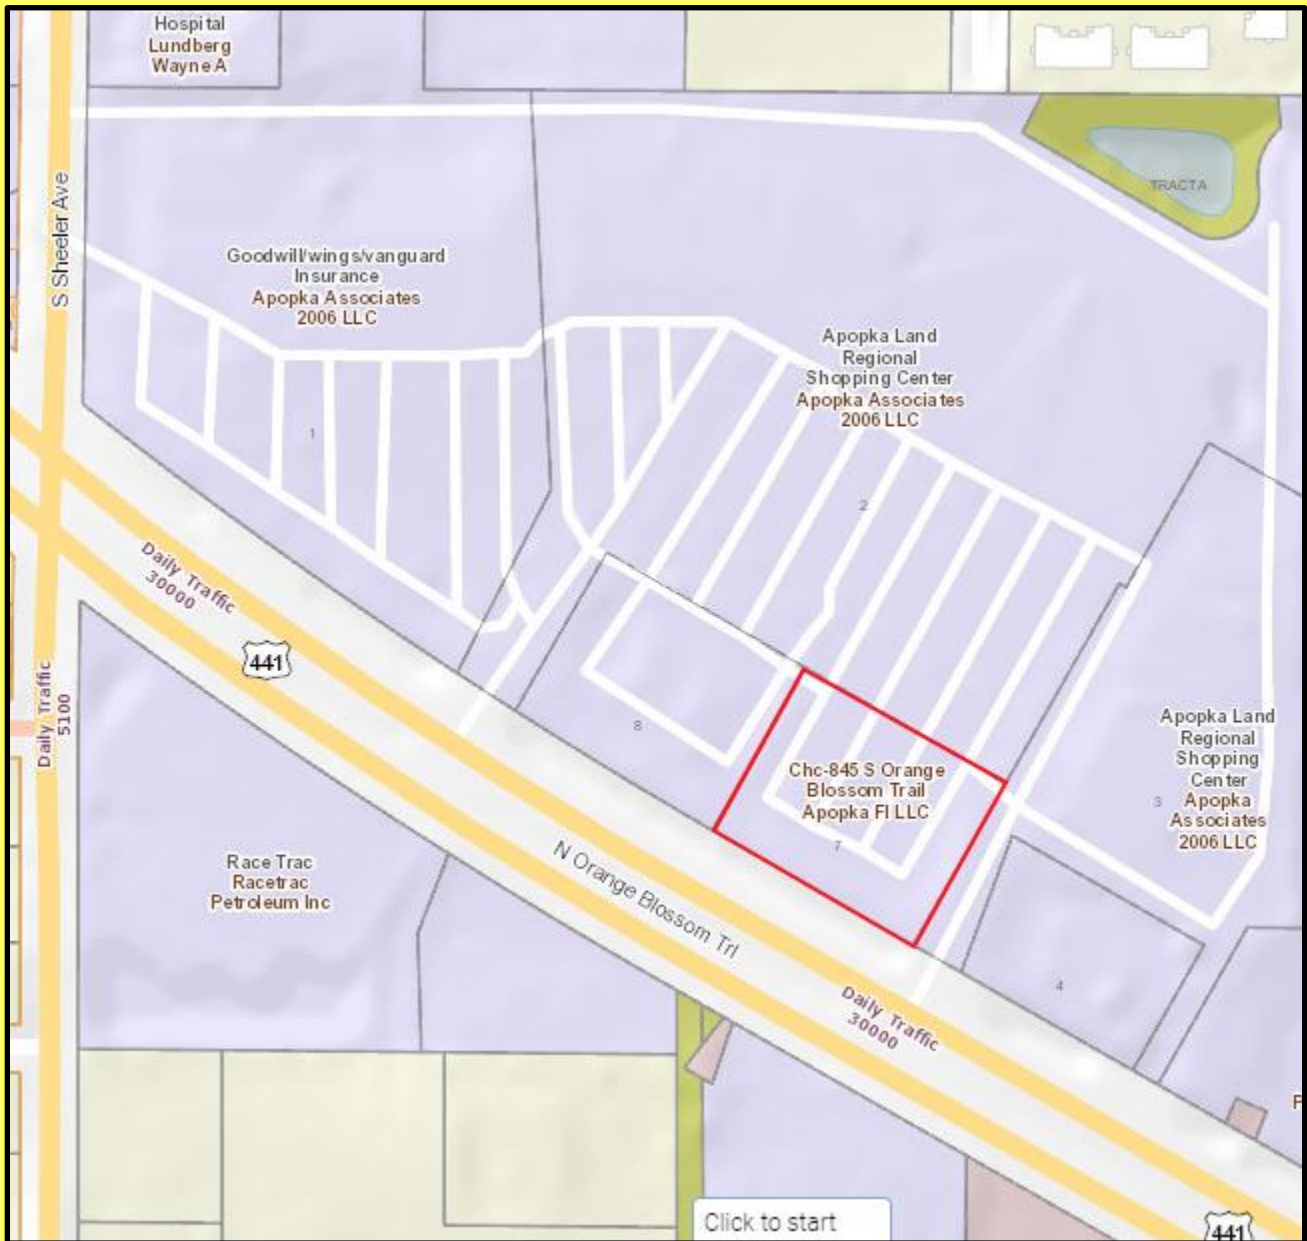 Hospital
Lundberg
Wayne A
TRACT A
S Sheeler Ave
Goodwill/wings/vanguard
Insurance
Apopka Associates
2006 LLC
Apopka Land
Regional
Shopping Center
Apopka Associates
2006 LLC
1
2
Daily Traffic
30000
441
Daily Traffic
5100
8
Chc-845 S Orange
Blossom Trail
Apopka Fl LLC
7
Apopka Land
Regional
Shopping
Center
Apopka
Associates
2006 LLC
3
Race Trac
Racetrac
Petroleum Inc
N Orange Blossom Trl
4
Daily Traffic
30000
Click to start
441